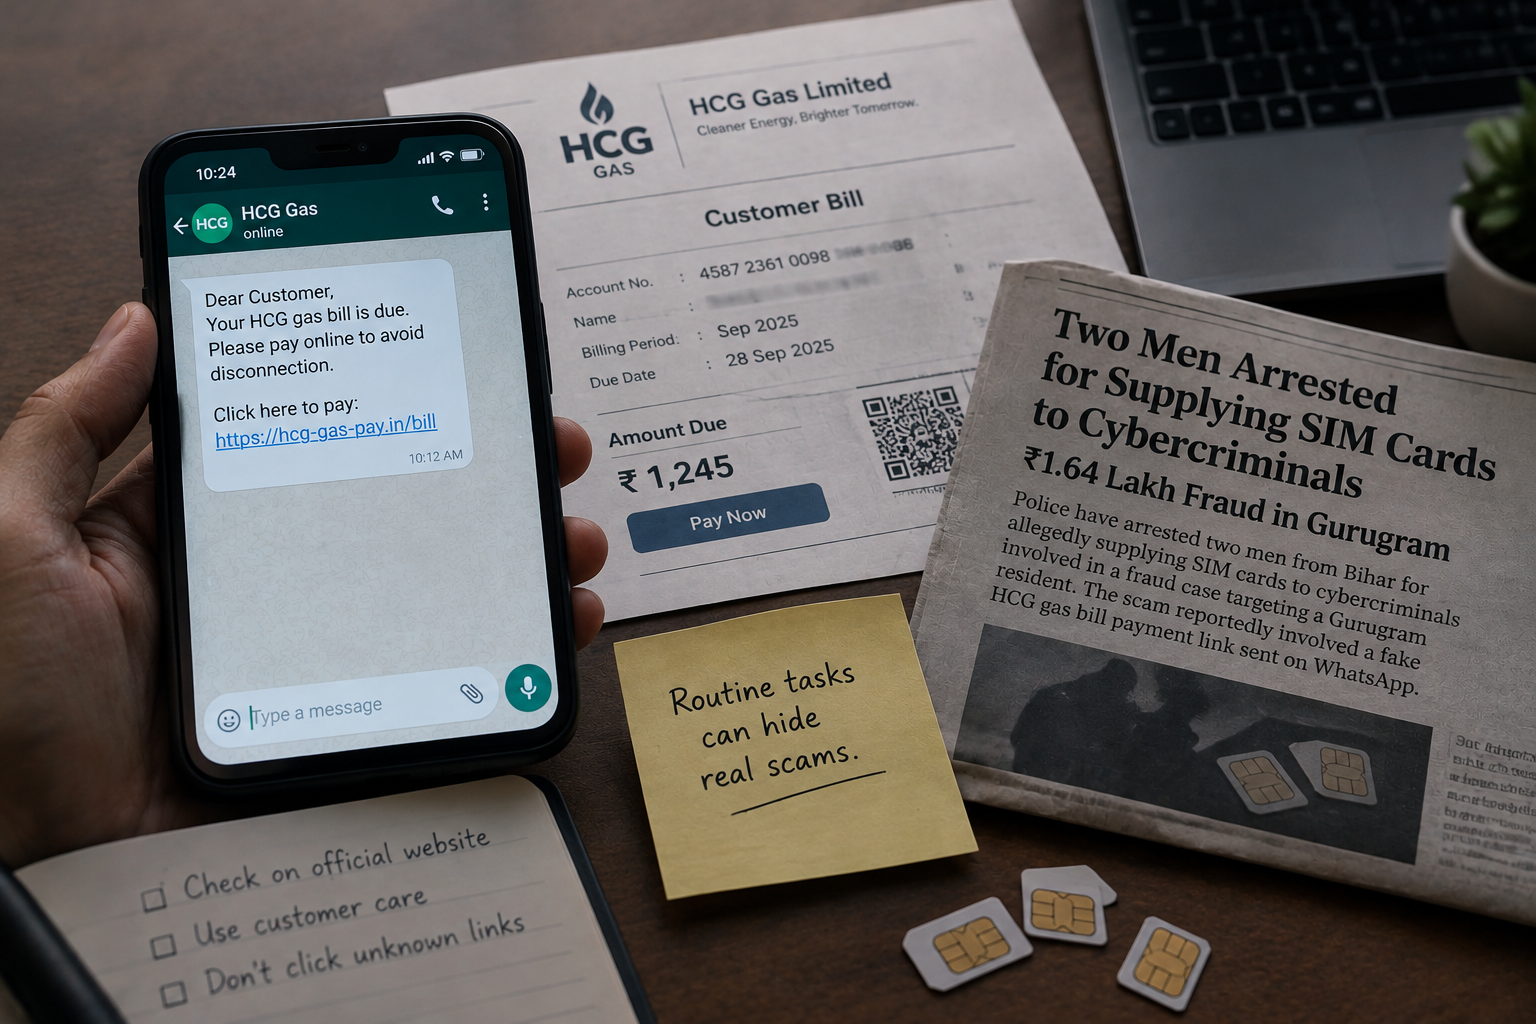 10:24
HCG
HCG Gas
online
Dear Customer,
Your HCG gas bill is due.
Please pay online to avoid
disconnection.
Click here to pay:
https://hcg-gas-pay.in/bill
10:12 AM
Type a message
HCG
GAS
HCG Gas Limited
Cleaner Energy, Brighter Tomorrow.
Customer Bill
Account No. : 4587 2361 0098
Name :
Billing Period: Sep 2025
Due Date : 28 Sep 2025
Amount Due
₹ 1,245
Pay Now
Two Men Arrested
for Supplying SIM Cards
to Cybercriminals
₹1.64 Lakh Fraud in Gurugram
Police have arrested two men from Bihar for
allegedly supplying SIM cards to cybercriminals
involved in a fraud case targeting a Gurugram
resident. The scam reportedly involved a fake
HCG gas bill payment link sent on WhatsApp.
Routine tasks
can hide
real scams.
Check on official website
Use customer care
Don't click unknown links